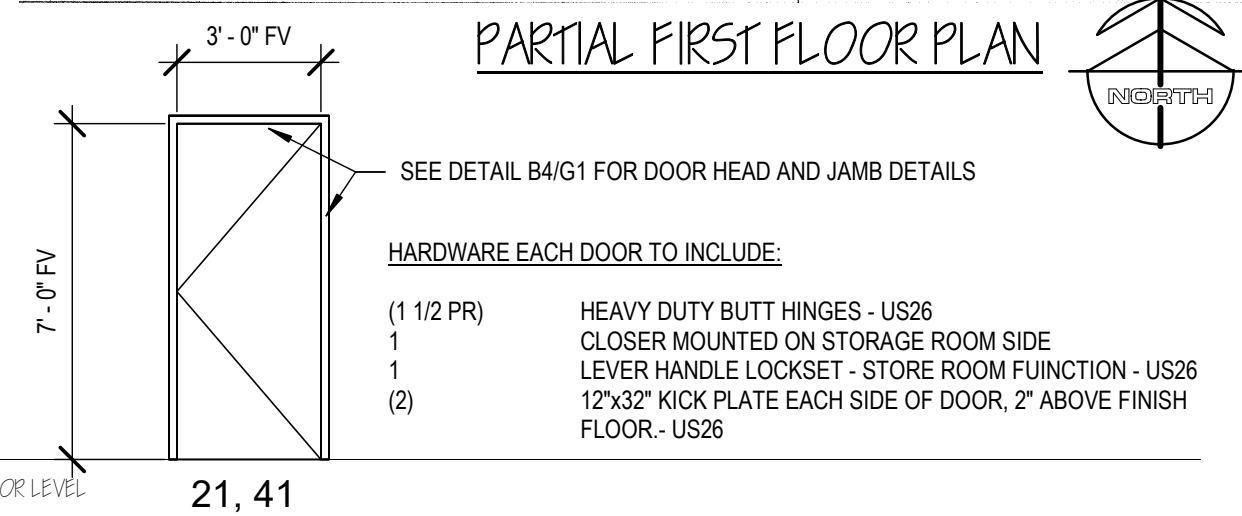 PARTIAL FIRST FLOOR PLAN
NORTH
3' - 0" FV
7' - 0" FV
SEE DETAIL B4/G1 FOR DOOR HEAD AND JAMB DETAILS
HARDWARE EACH DOOR TO INCLUDE:
(1 1/2 PR) HEAVY DUTY BUTT HINGES - US26
1 CLOSER MOUNTED ON STORAGE ROOM SIDE
1 LEVER HANDLE LOCKSET - STORE ROOM FUINCTION - US26
(2) 12"x32" KICK PLATE EACH SIDE OF DOOR, 2" ABOVE FINISH
FLOOR.- US26
LEVEL
21, 41